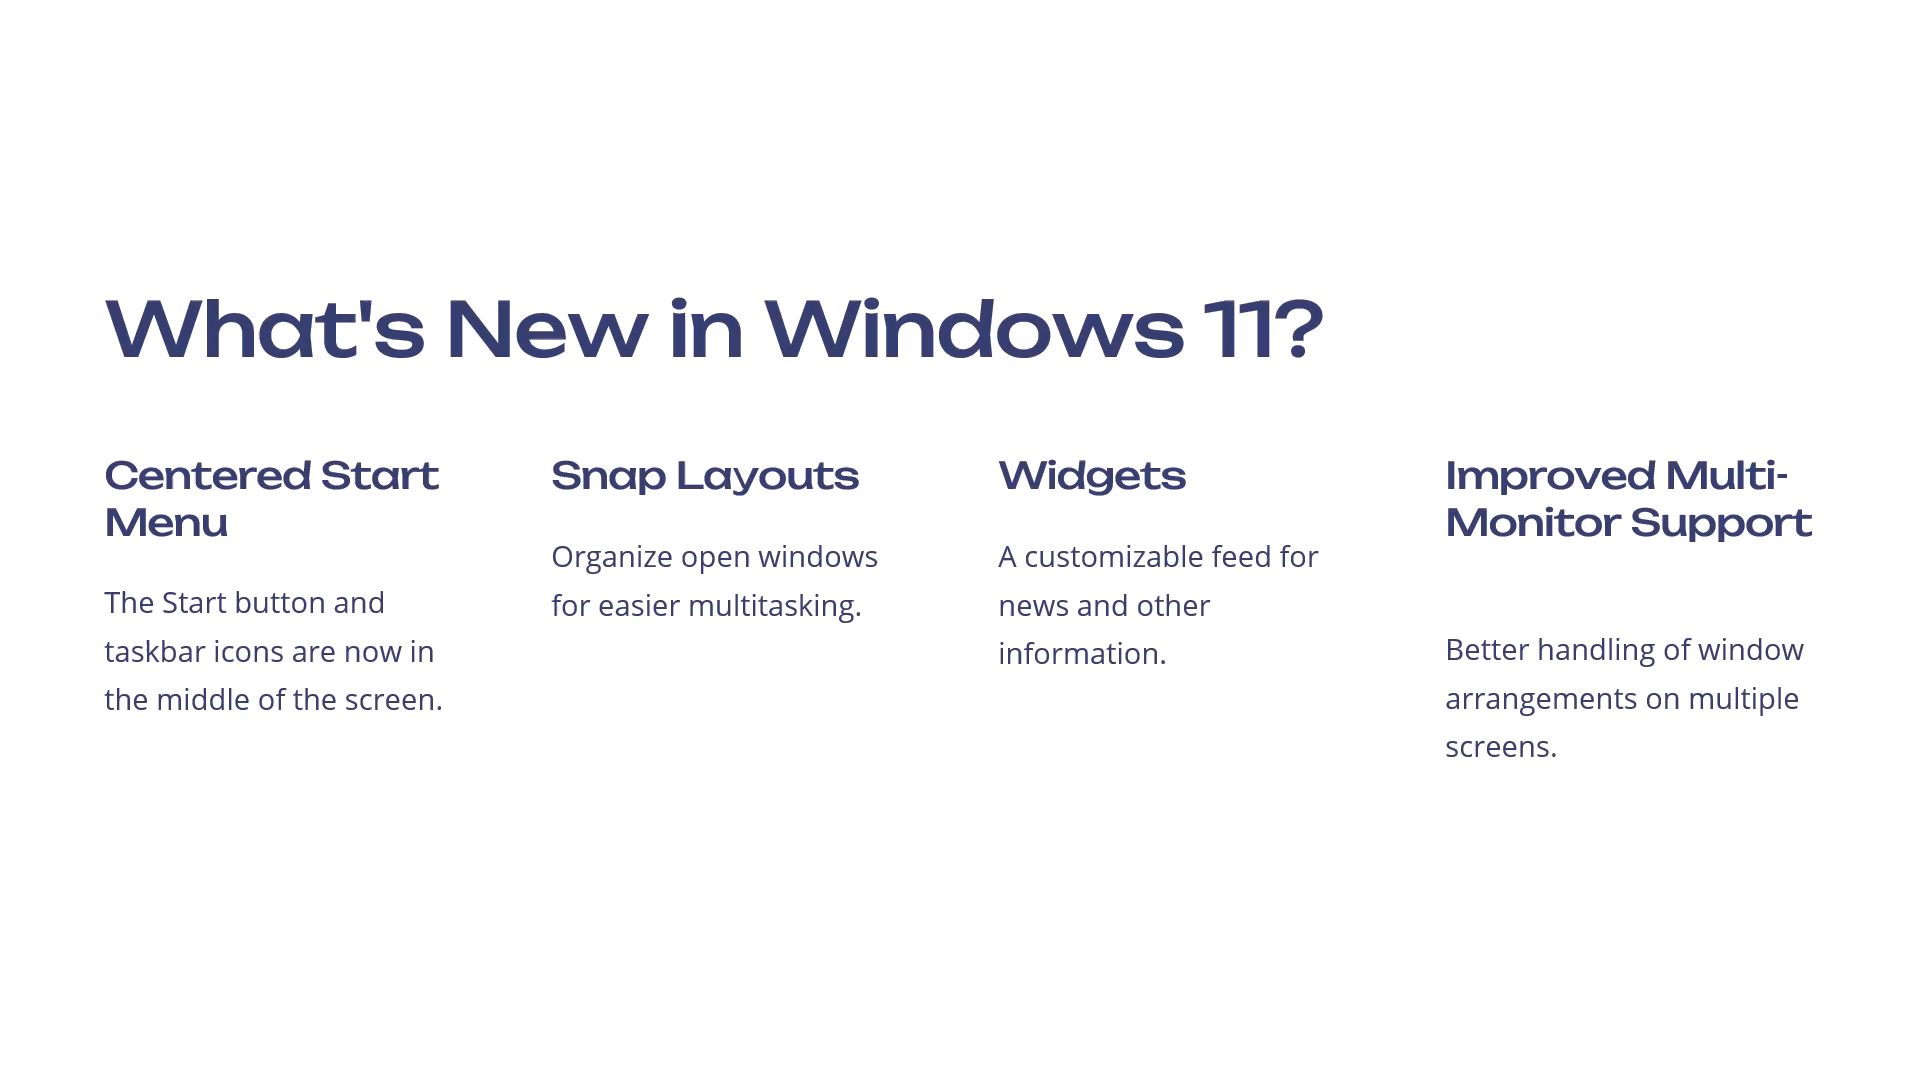 What's New in Windows 11?
Centered Start
Menu
The Start button and
taskbar icons are now in
the middle of the screen.
Snap Layouts
Organize open windows
for easier multitasking.
Widgets
A customizable feed for
news and other
information.
Improved Multi-
Monitor Support
Better handling of window
arrangements on multiple
screens.